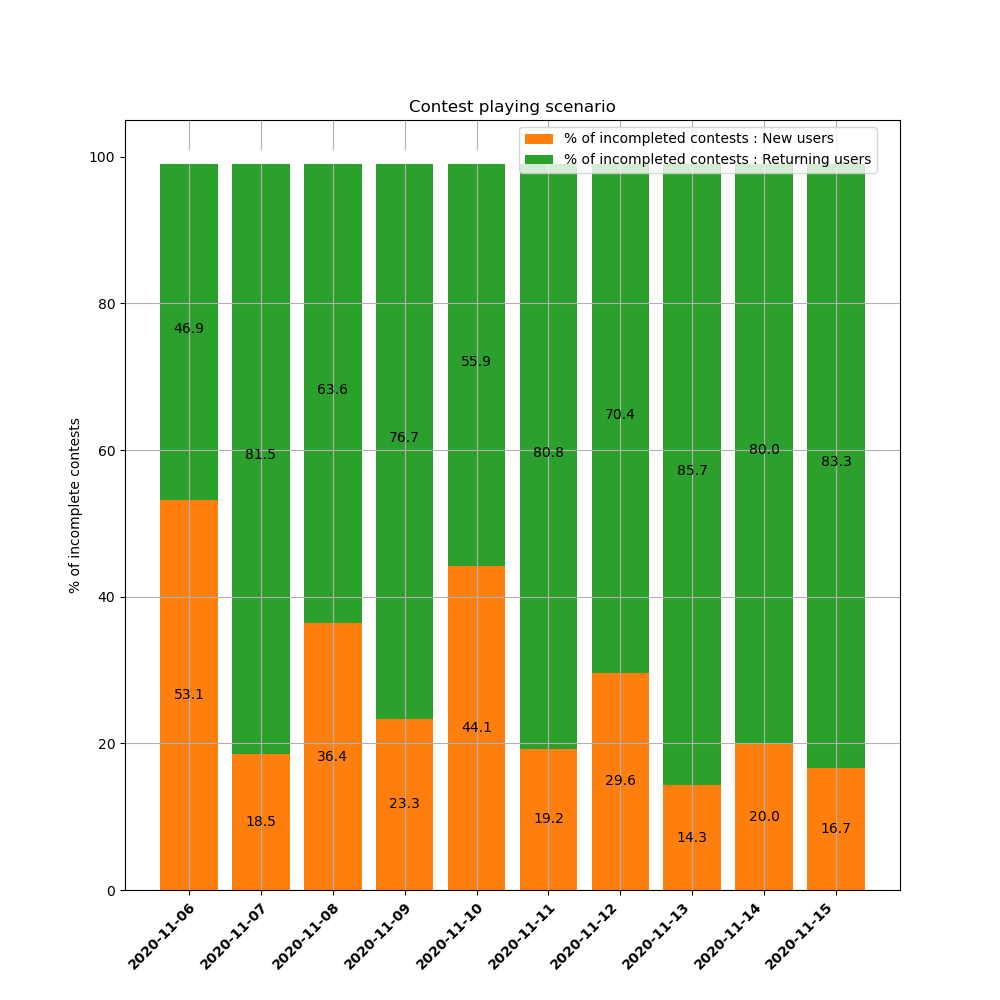 Contest playing scenario
% of incompleted contests : New users
% of incompleted contests : Returning users
% of incomplete contests
100
80
60
40
20
0
46.9 81.5 63.6 76.7 55.9 80.8 70.4 85.7 80.0 83.3
53.1 18.5 36.4 23.3 44.1 19.2 29.6 14.3 20.0 16.7
2020-11-06 2020-11-07 2020-11-08 2020-11-09 2020-11-10 2020-11-11 2020-11-12 2020-11-13 2020-11-14 2020-11-15